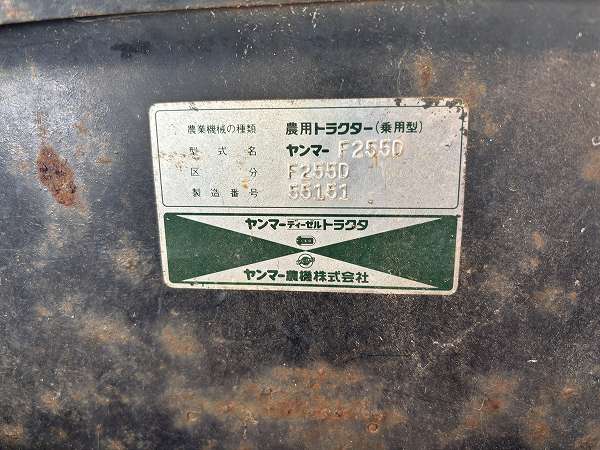 農業機械の種類 農用トラクター(乗用型)
型式名 ヤンマー F255D
区分 F255D
製造番号 55151
ヤンマーディーゼルトラクタ
ヤンマー農機株式会社